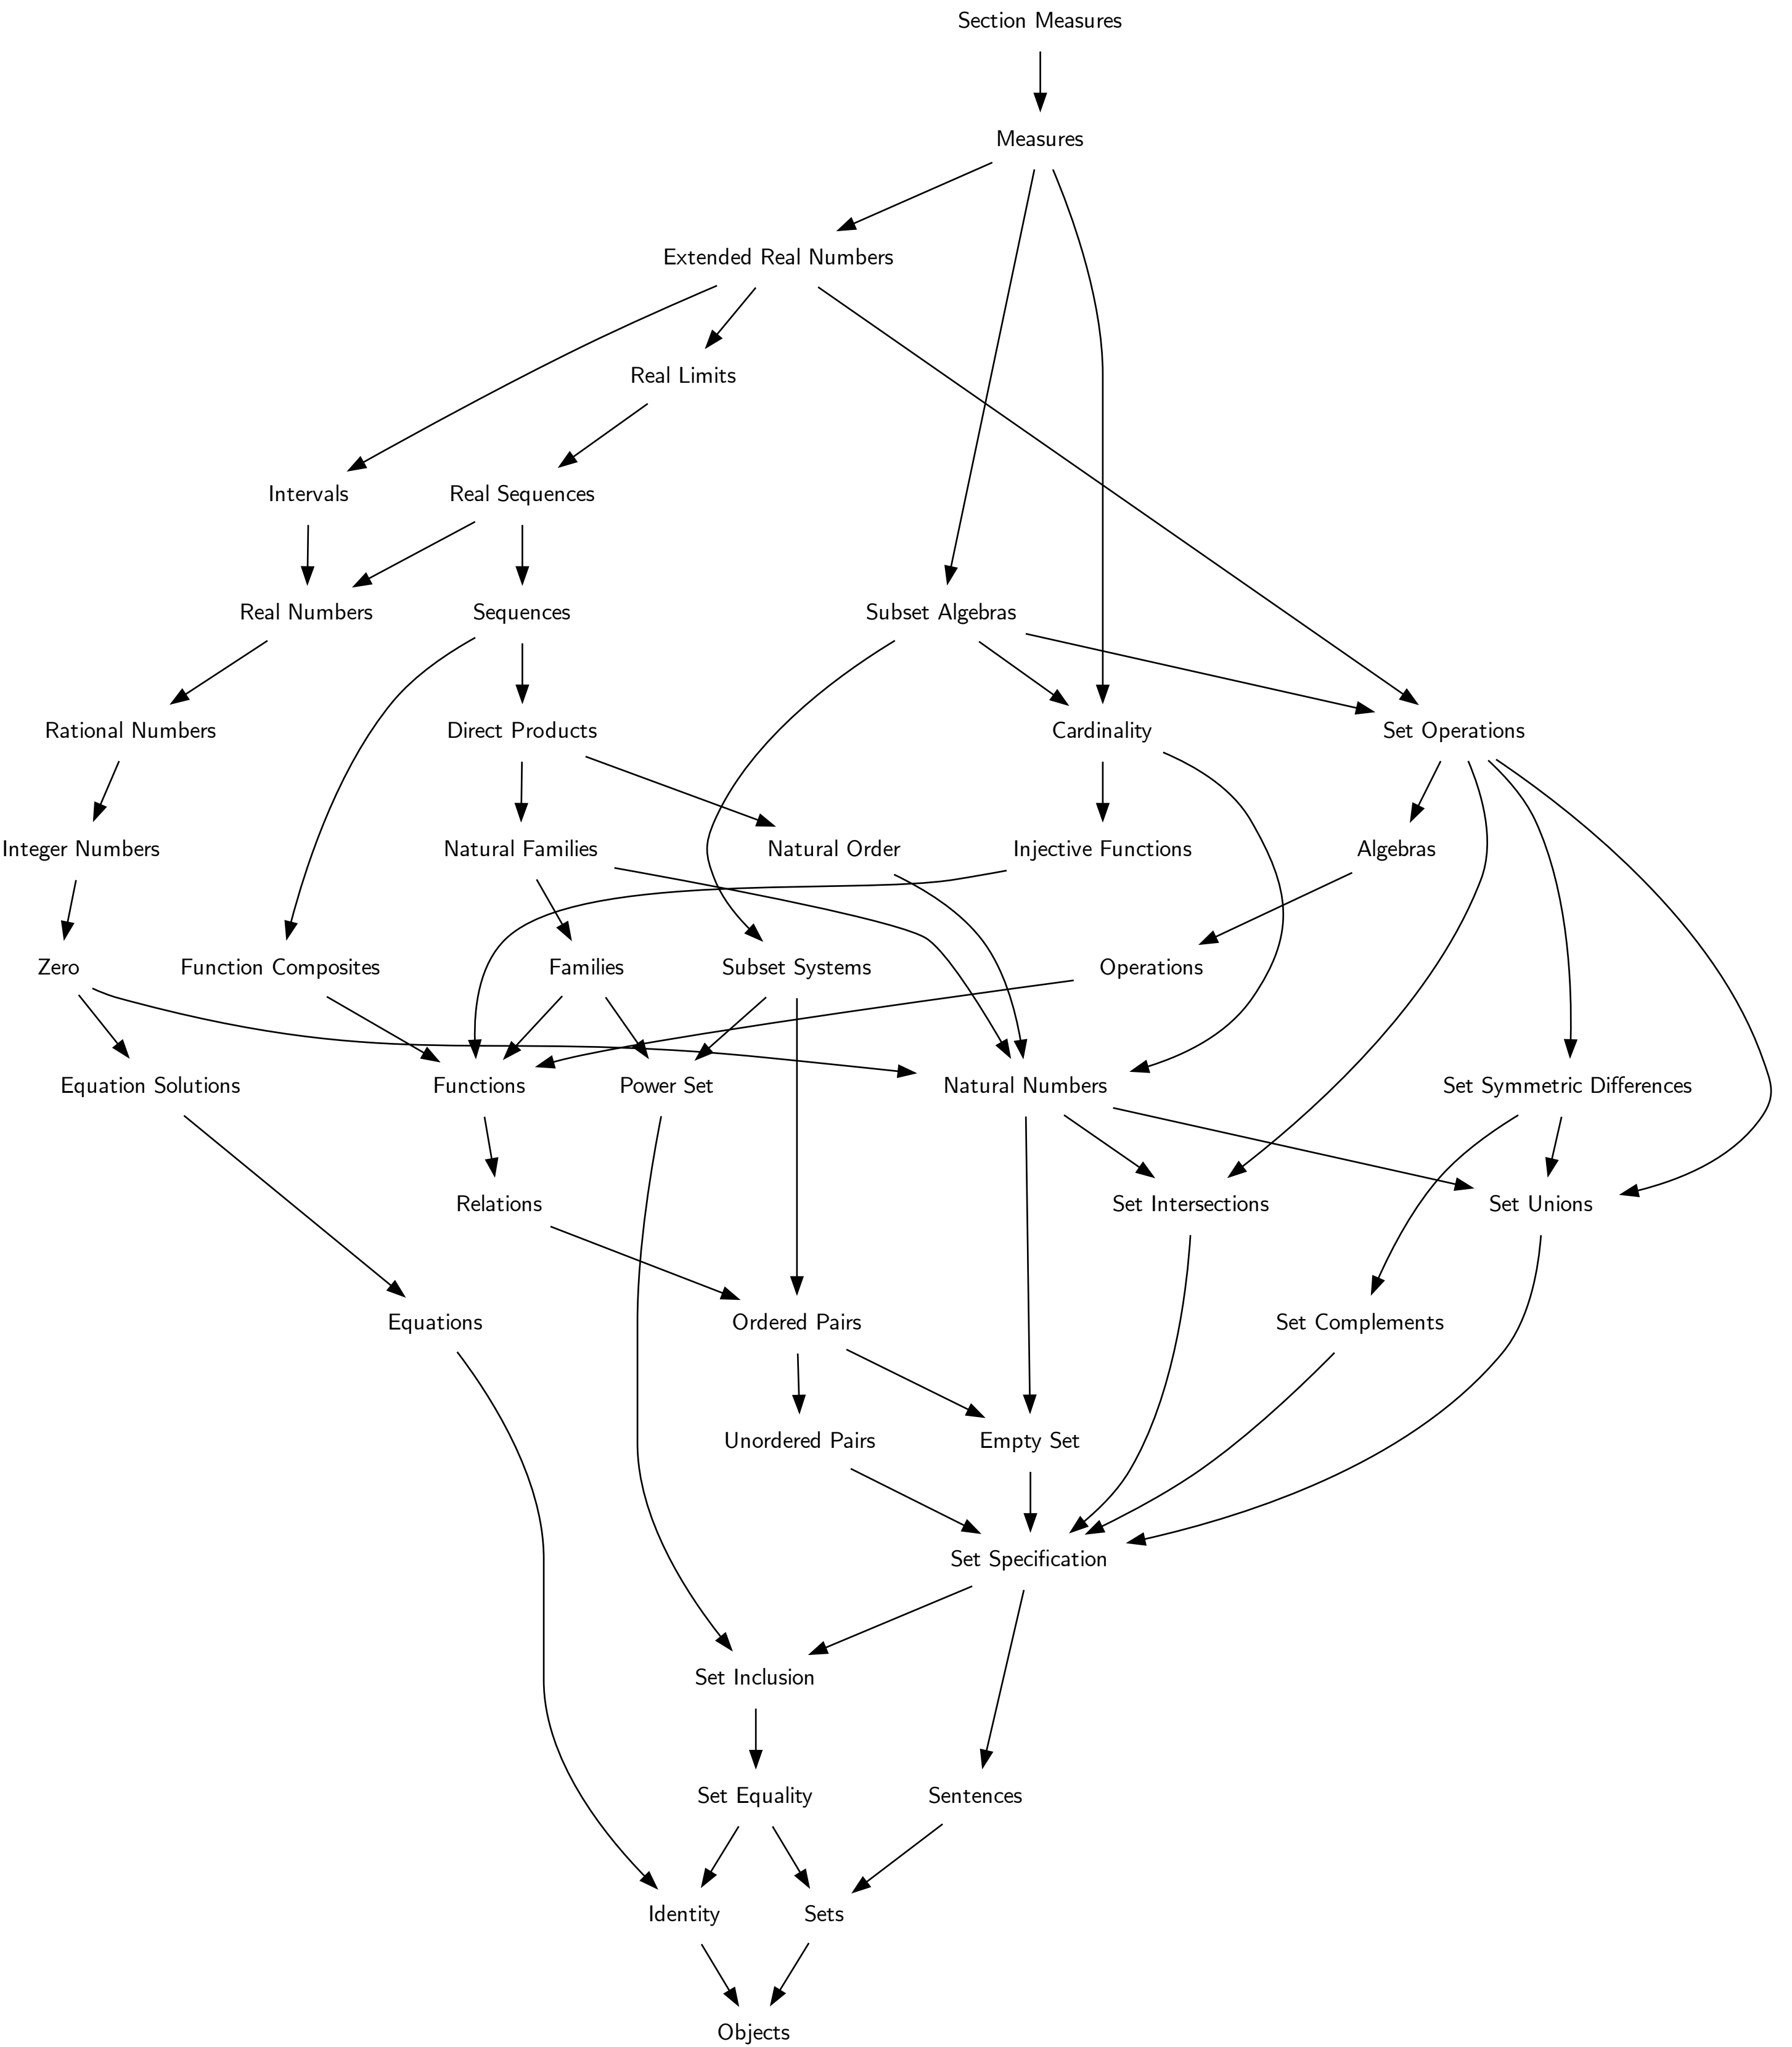 Section Measures
Measures
Extended Real Numbers
Real Limits
Intervals
Real Sequences
Real Numbers
Sequences
Subset Algebras
Rational Numbers
Direct Products
Cardinality
Set Operations
Integer Numbers
Natural Families
Natural Order
Injective Functions
Algebras
Zero
Function Composites
Families
Subset Systems
Operations
Equation Solutions
Functions
Power Set
Natural Numbers
Set Symmetric Differences
Relations
Set Intersections
Set Unions
Equations
Ordered Pairs
Set Complements
Unordered Pairs
Empty Set
Set Specification
Set Inclusion
Set Equality
Sentences
Identity
Sets
Objects